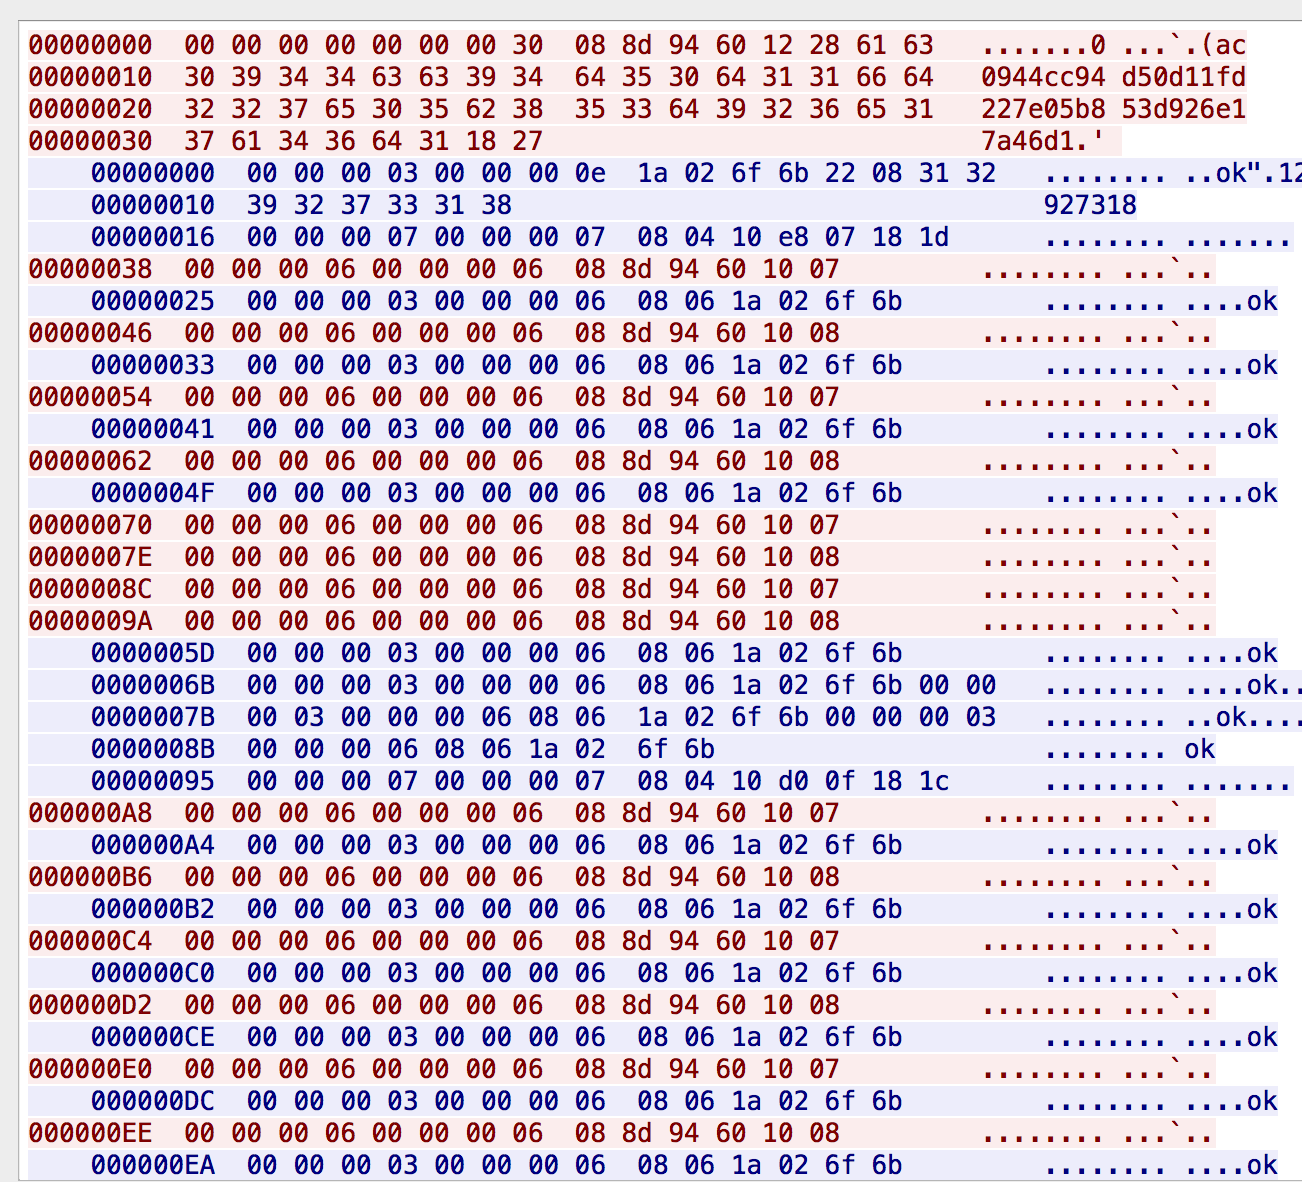 00000000  00 00 00 00 00 00 00 30  08 8d 94 60 12 28 61 63   .......0 ...`.(ac
00000010  30 39 34 34 63 63 39 34  64 35 30 64 31 31 66 64   0944cc94 d50d11fd
00000020  32 32 37 65 30 35 62 38  35 33 64 39 32 36 65 31   227e05b8 53d926e1
00000030  37 61 34 36 64 31 18 27                            7a46d1.'
    00000000  00 00 00 03 00 00 00 0e  1a 02 6f 6b 22 08 31 32   ........ ..ok".12
    00000010  39 32 37 33 31 38                                  927318
    00000016  00 00 00 07 00 00 00 07  08 04 10 e8 07 18 1d      ........ .......
00000038  00 00 00 06 00 00 00 06  08 8d 94 60 10 07         ........ ...`..
    00000025  00 00 00 03 00 00 00 06  08 06 1a 02 6f 6b         ........ ....ok
00000046  00 00 00 06 00 00 00 06  08 8d 94 60 10 08         ........ ...`..
    00000033  00 00 00 03 00 00 00 06  08 06 1a 02 6f 6b         ........ ....ok
00000054  00 00 00 06 00 00 00 06  08 8d 94 60 10 07         ........ ...`..
    00000041  00 00 00 03 00 00 00 06  08 06 1a 02 6f 6b         ........ ....ok
00000062  00 00 00 06 00 00 00 06  08 8d 94 60 10 08         ........ ...`..
    0000004F  00 00 00 03 00 00 00 06  08 06 1a 02 6f 6b         ........ ....ok
00000070  00 00 00 06 00 00 00 06  08 8d 94 60 10 07         ........ ...`..
0000007E  00 00 00 06 00 00 00 06  08 8d 94 60 10 08         ........ ...`..
0000008C  00 00 00 06 00 00 00 06  08 8d 94 60 10 07         ........ ...`..
0000009A  00 00 00 06 00 00 00 06  08 8d 94 60 10 08         ........ ...`..
    0000005D  00 00 00 03 00 00 00 06  08 06 1a 02 6f 6b         ........ ....ok
    0000006B  00 00 00 03 00 00 00 06  08 06 1a 02 6f 6b 00 00   ........ ....ok..
    0000007B  00 03 00 00 00 06 08 06  1a 02 6f 6b 00 00 00 03   ........ ..ok....
    0000008B  00 00 00 06 08 06 1a 02  6f 6b                     ........ ok
    00000095  00 00 00 07 00 00 00 07  08 04 10 d0 0f 18 1c      ........ .......
000000A8  00 00 00 06 00 00 00 06  08 8d 94 60 10 07         ........ ...`..
    000000A4  00 00 00 03 00 00 00 06  08 06 1a 02 6f 6b         ........ ....ok
000000B6  00 00 00 06 00 00 00 06  08 8d 94 60 10 08         ........ ...`..
    000000B2  00 00 00 03 00 00 00 06  08 06 1a 02 6f 6b         ........ ....ok
000000C4  00 00 00 06 00 00 00 06  08 8d 94 60 10 07         ........ ...`..
    000000C0  00 00 00 03 00 00 00 06  08 06 1a 02 6f 6b         ........ ....ok
000000D2  00 00 00 06 00 00 00 06  08 8d 94 60 10 08         ........ ...`..
    000000CE  00 00 00 03 00 00 00 06  08 06 1a 02 6f 6b         ........ ....ok
000000E0  00 00 00 06 00 00 00 06  08 8d 94 60 10 07         ........ ...`..
    000000DC  00 00 00 03 00 00 00 06  08 06 1a 02 6f 6b         ........ ....ok
000000EE  00 00 00 06 00 00 00 06  08 8d 94 60 10 08         ........ ...`..
    000000EA  00 00 00 03 00 00 00 06  08 06 1a 02 6f 6b         ........ ....ok